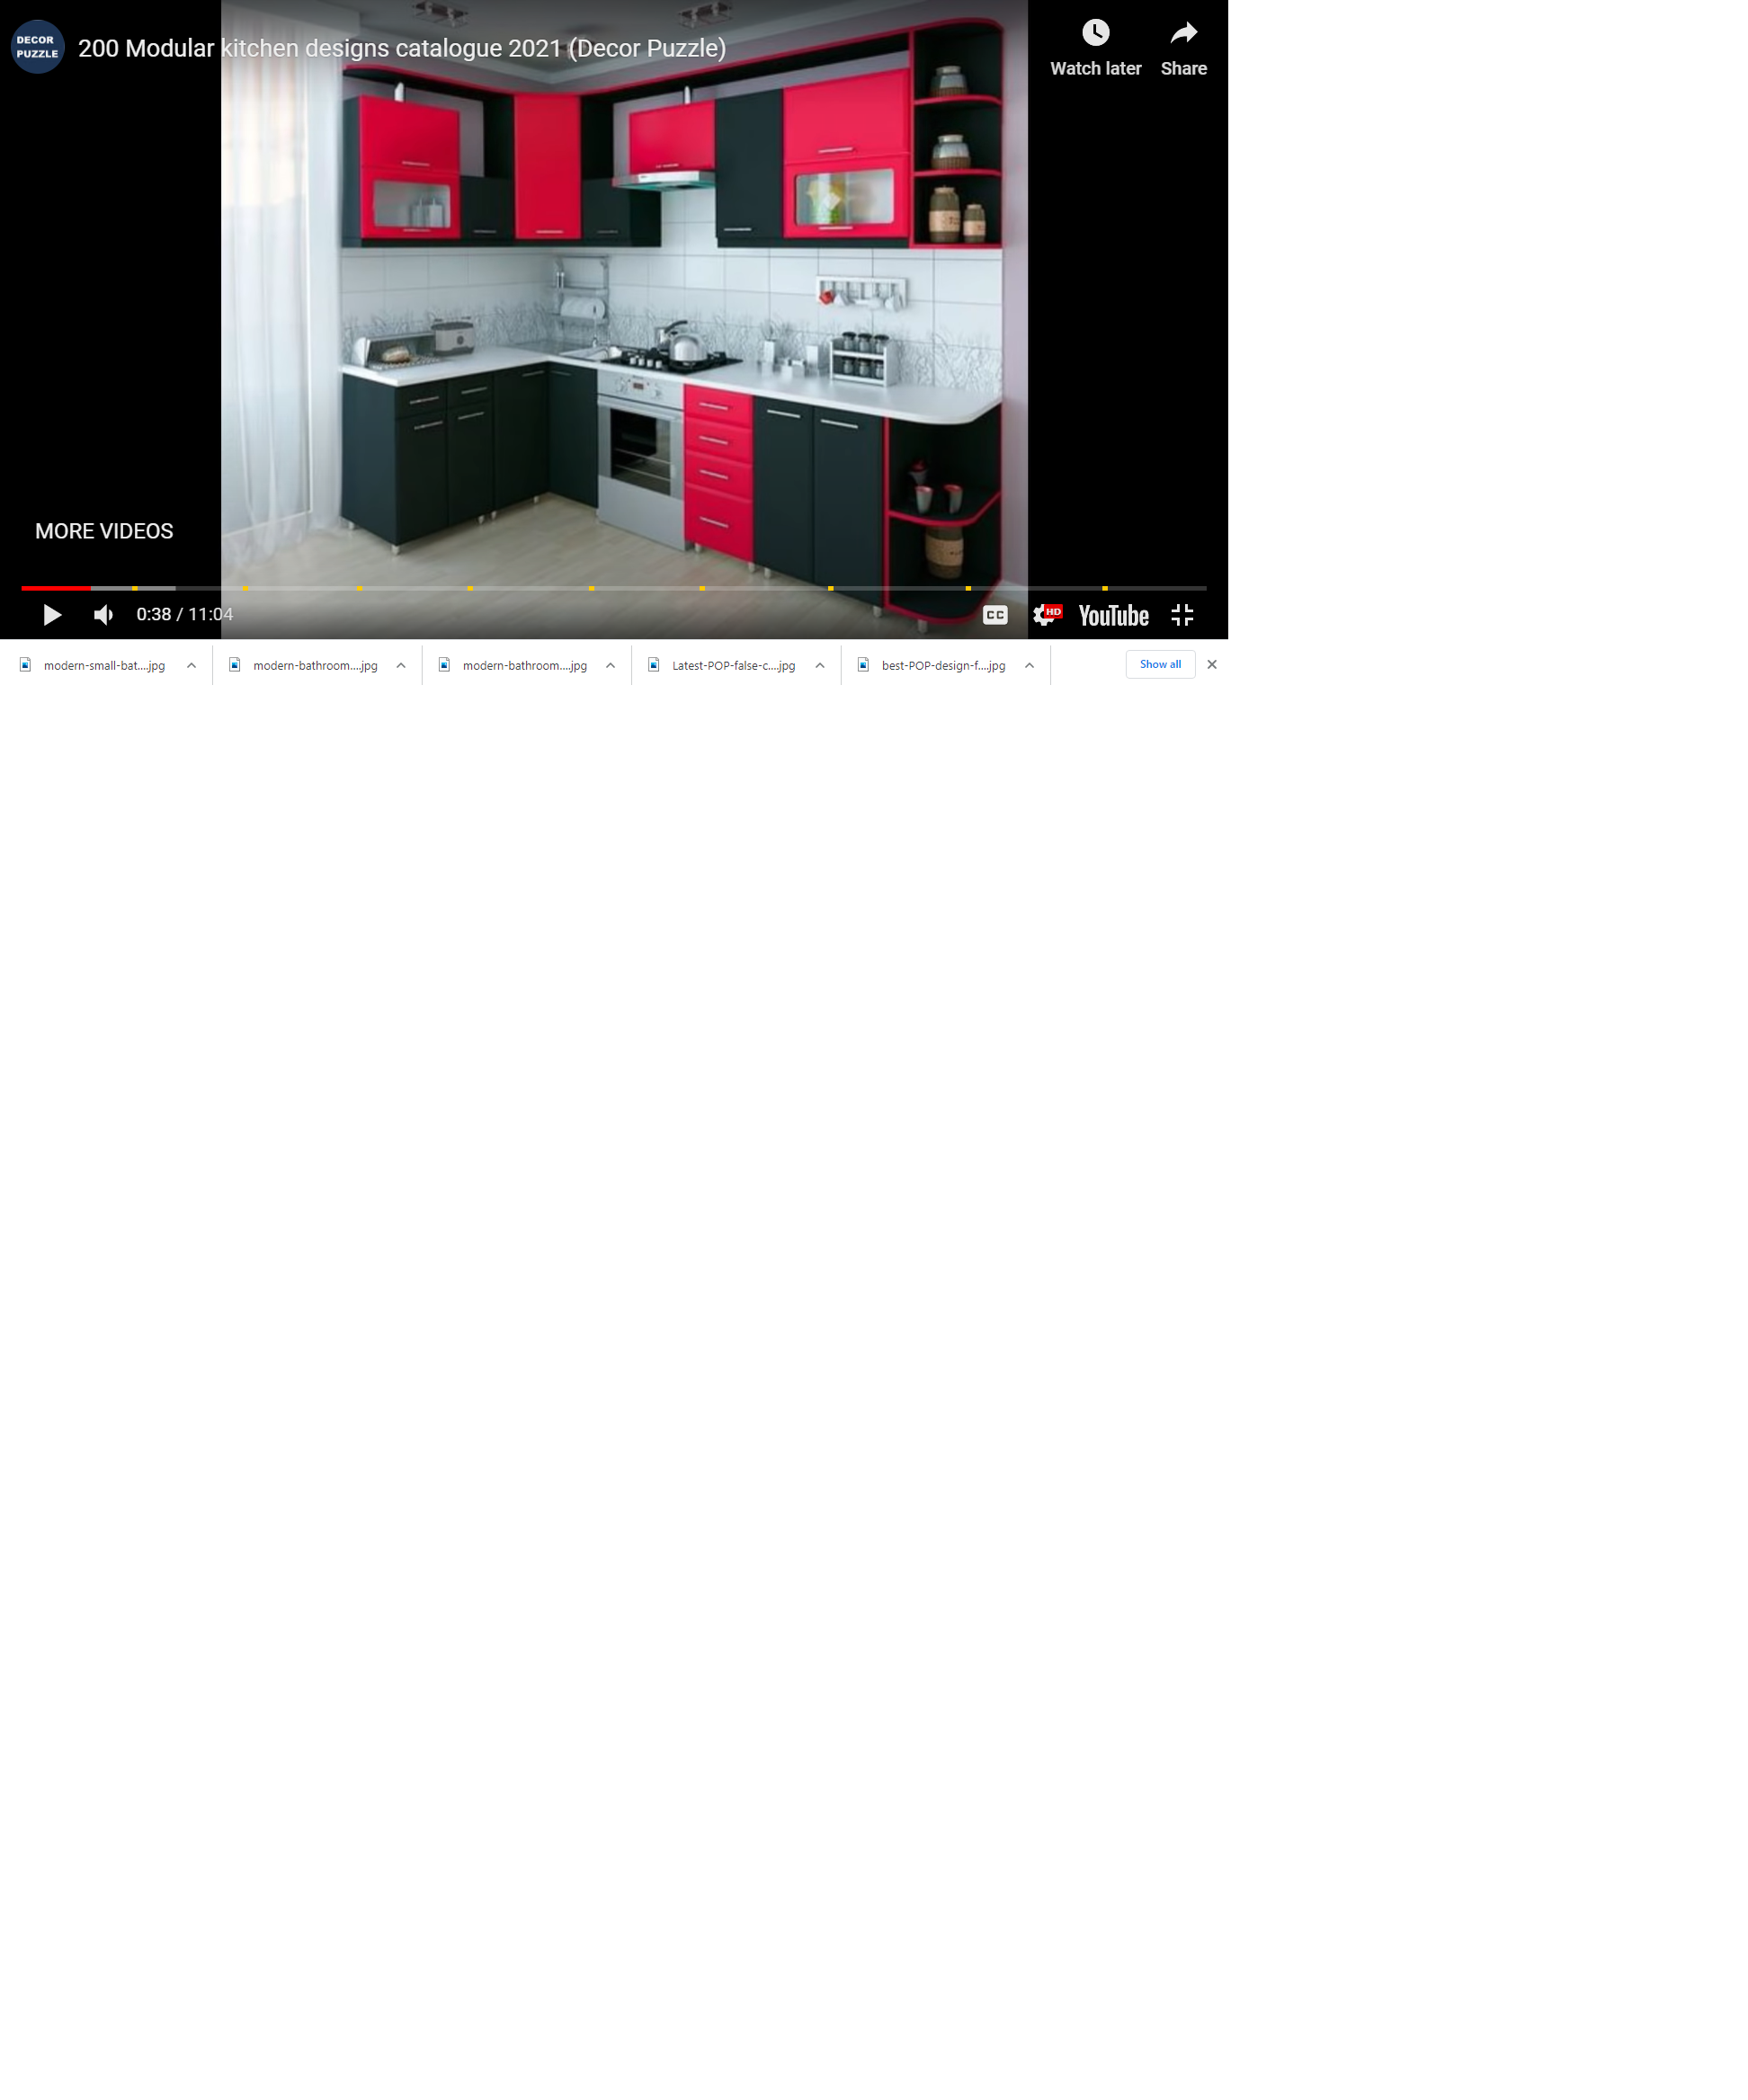 DECOR
PUZZLE
200 Modular kitchen designs catalogue 2021 (Decor Puzzle)
Watch later
Share
MORE VIDEOS
0:38 / 11:04
CC
HD
YouTube
modern-small-bat....jpg
modern-bathroom....jpg
modern-bathroom....jpg
Latest-POP-false-c....jpg
best-POP-design-f....jpg
Show all